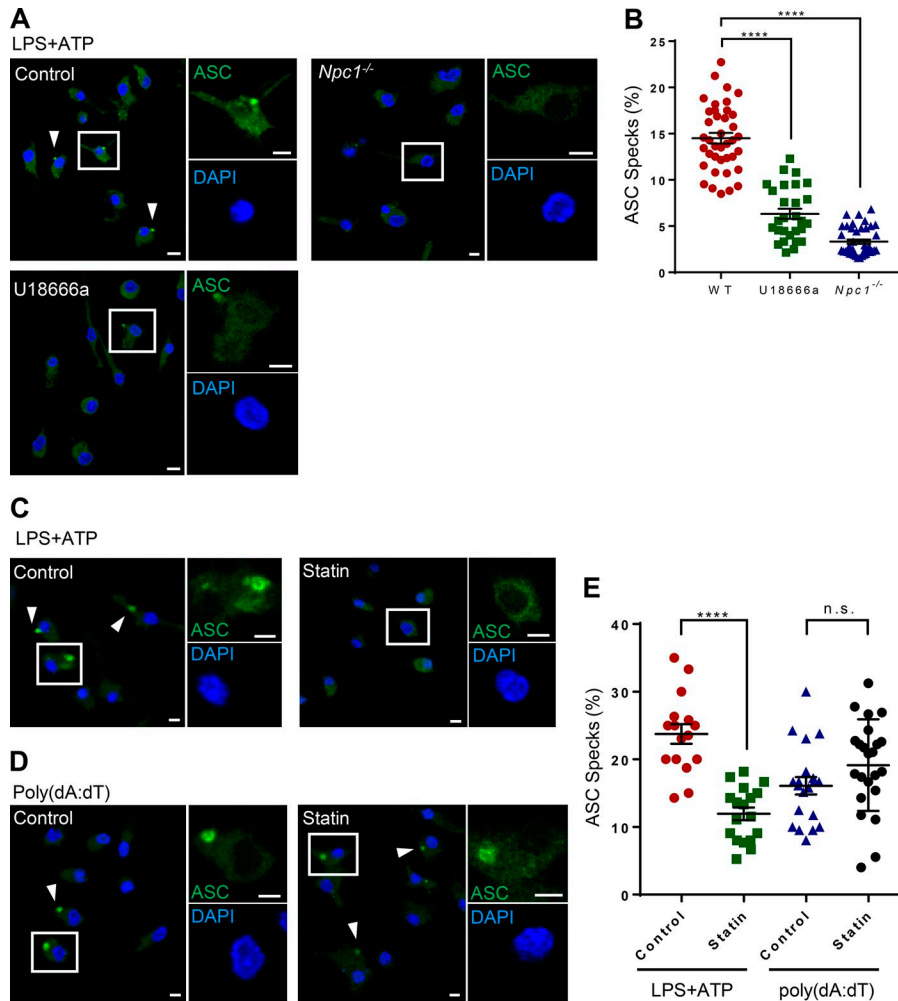 A
LPS+ATP
Control
ASC
DAPI
Npc1-/-
ASC
DAPI
U18666a
ASC
DAPI
B
****
****
ASC Specks (%)
25
20
15
10
5
0
WT
U18666a
Npc1-/-
C
LPS+ATP
Control
ASC
DAPI
Statin
ASC
DAPI
D
Poly(dA:dT)
Control
ASC
DAPI
Statin
ASC
DAPI
E
****
n.s.
ASC Specks (%)
40
30
20
10
0
Control
Statin
Control
Statin
LPS+ATP
poly(dA:dT)